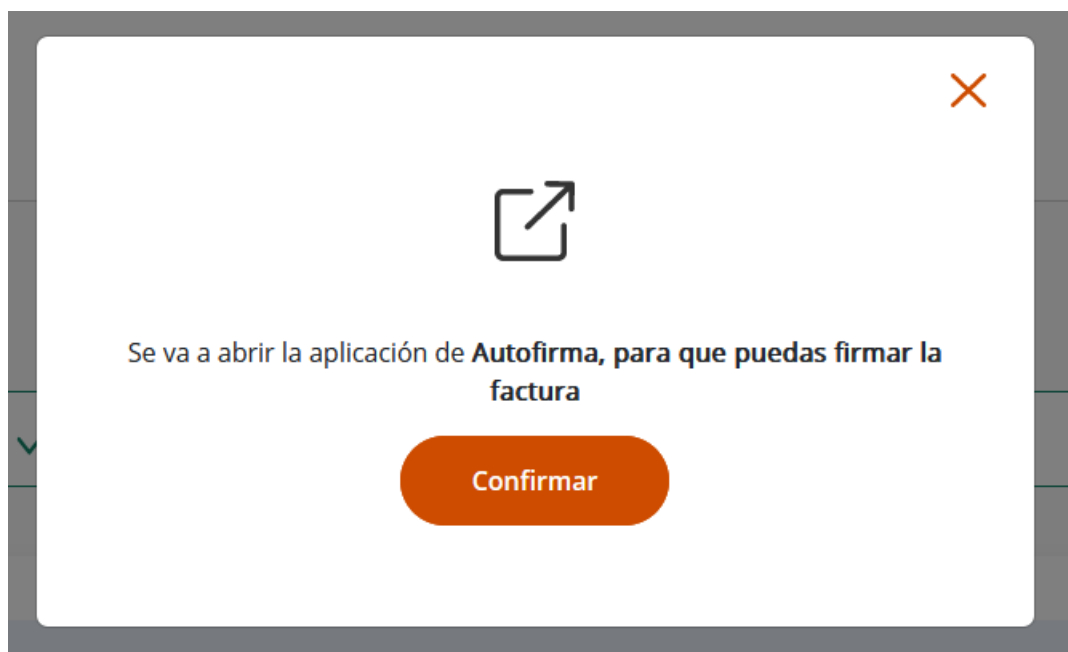 Se va a abrir la aplicación de Autofirma, para que puedas firmar la
factura
Confirmar